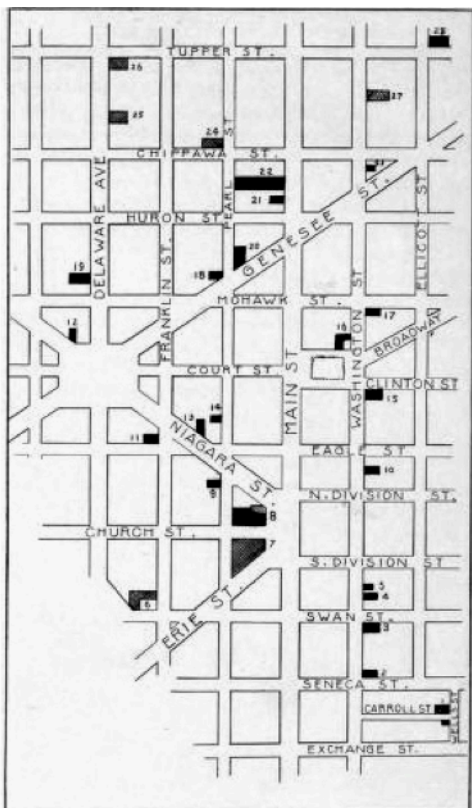 28
TUPPER ST.
26
27
25
24
ST
CHIPPAWA ST.
22
21
DELAWARE AVE
PEARL
HURON ST.
GENESEE ST.
ELLICOTT ST
20
18
19
FRANKLIN ST.
MOHAWK ST.
17
12
16
BROADWAY
WASHINGTON ST
MAIN ST
COURT ST.
CLINTON ST
15
14
13
NIAGARA ST.
11
EAGLE ST.
10
9
N. DIVISION ST.
8
CHURCH ST.
7
S. DIVISION ST
5
4
6
ERIE ST.
SWAN ST.
3
2
SENECA ST.
CARROLL ST
1
WELLS ST
EXCHANGE ST.